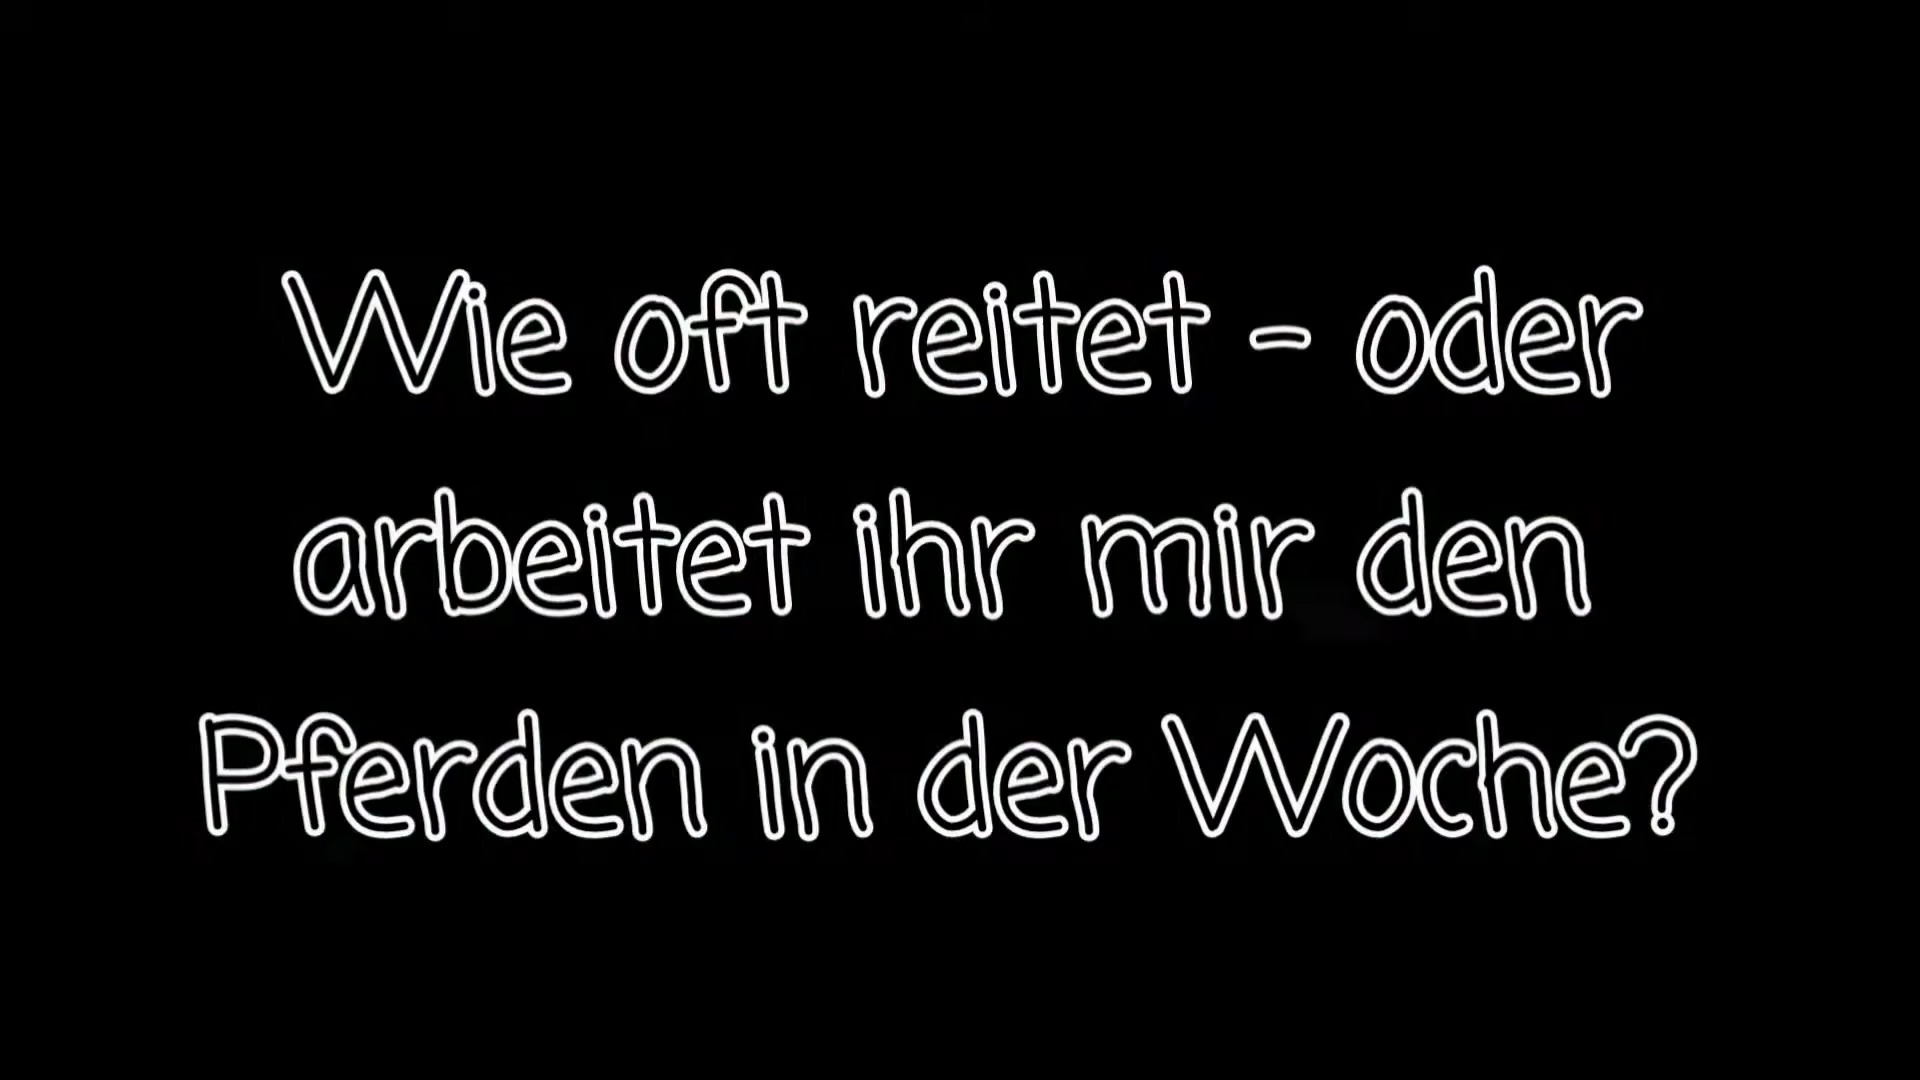 Wie oft reitet - oder
arbeitet ihr mir den
Pferden in der Woche?